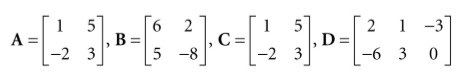 A = [1 5; -2 3], B = [6 2; 5 -8], C = [1 5; -2 3], D = [2 1 -3; -6 3 0]